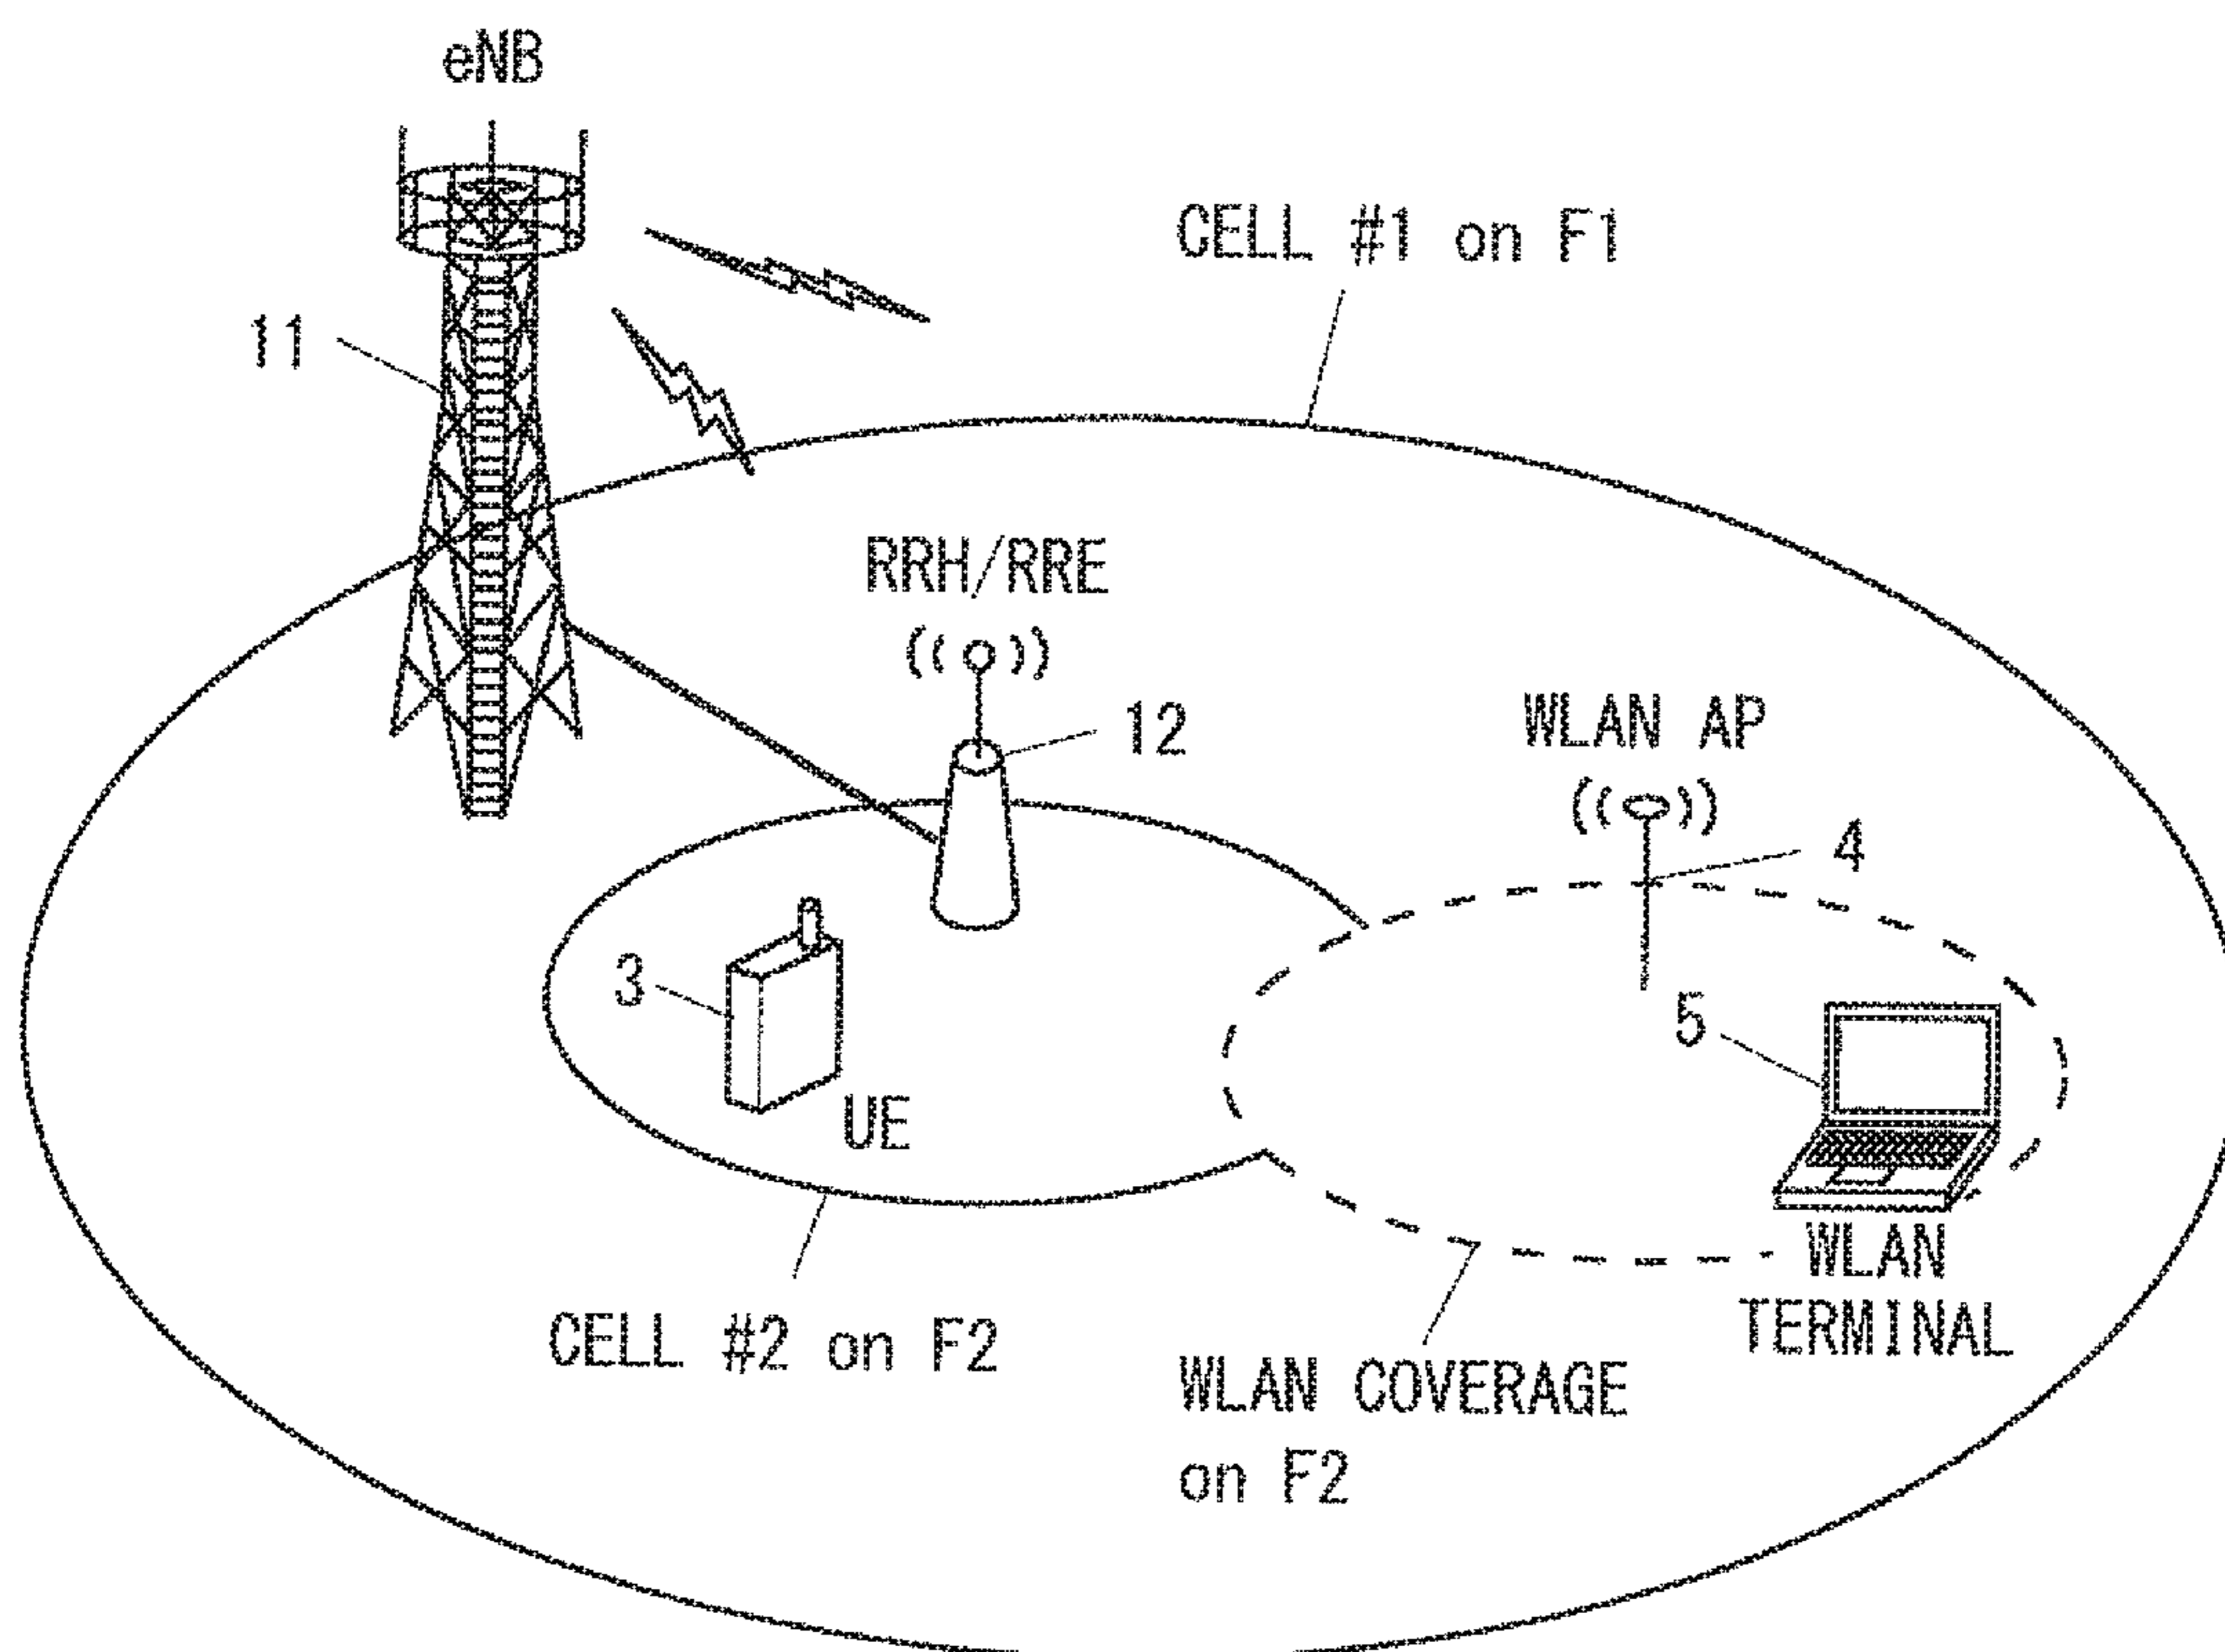 eNB
CELL #1 on F1
11
RRH/RRE
12
WLAN AP
4
3
5
UE
WLAN
TERMINAL
CELL #2 on F2
WLAN COVERAGE
on F2